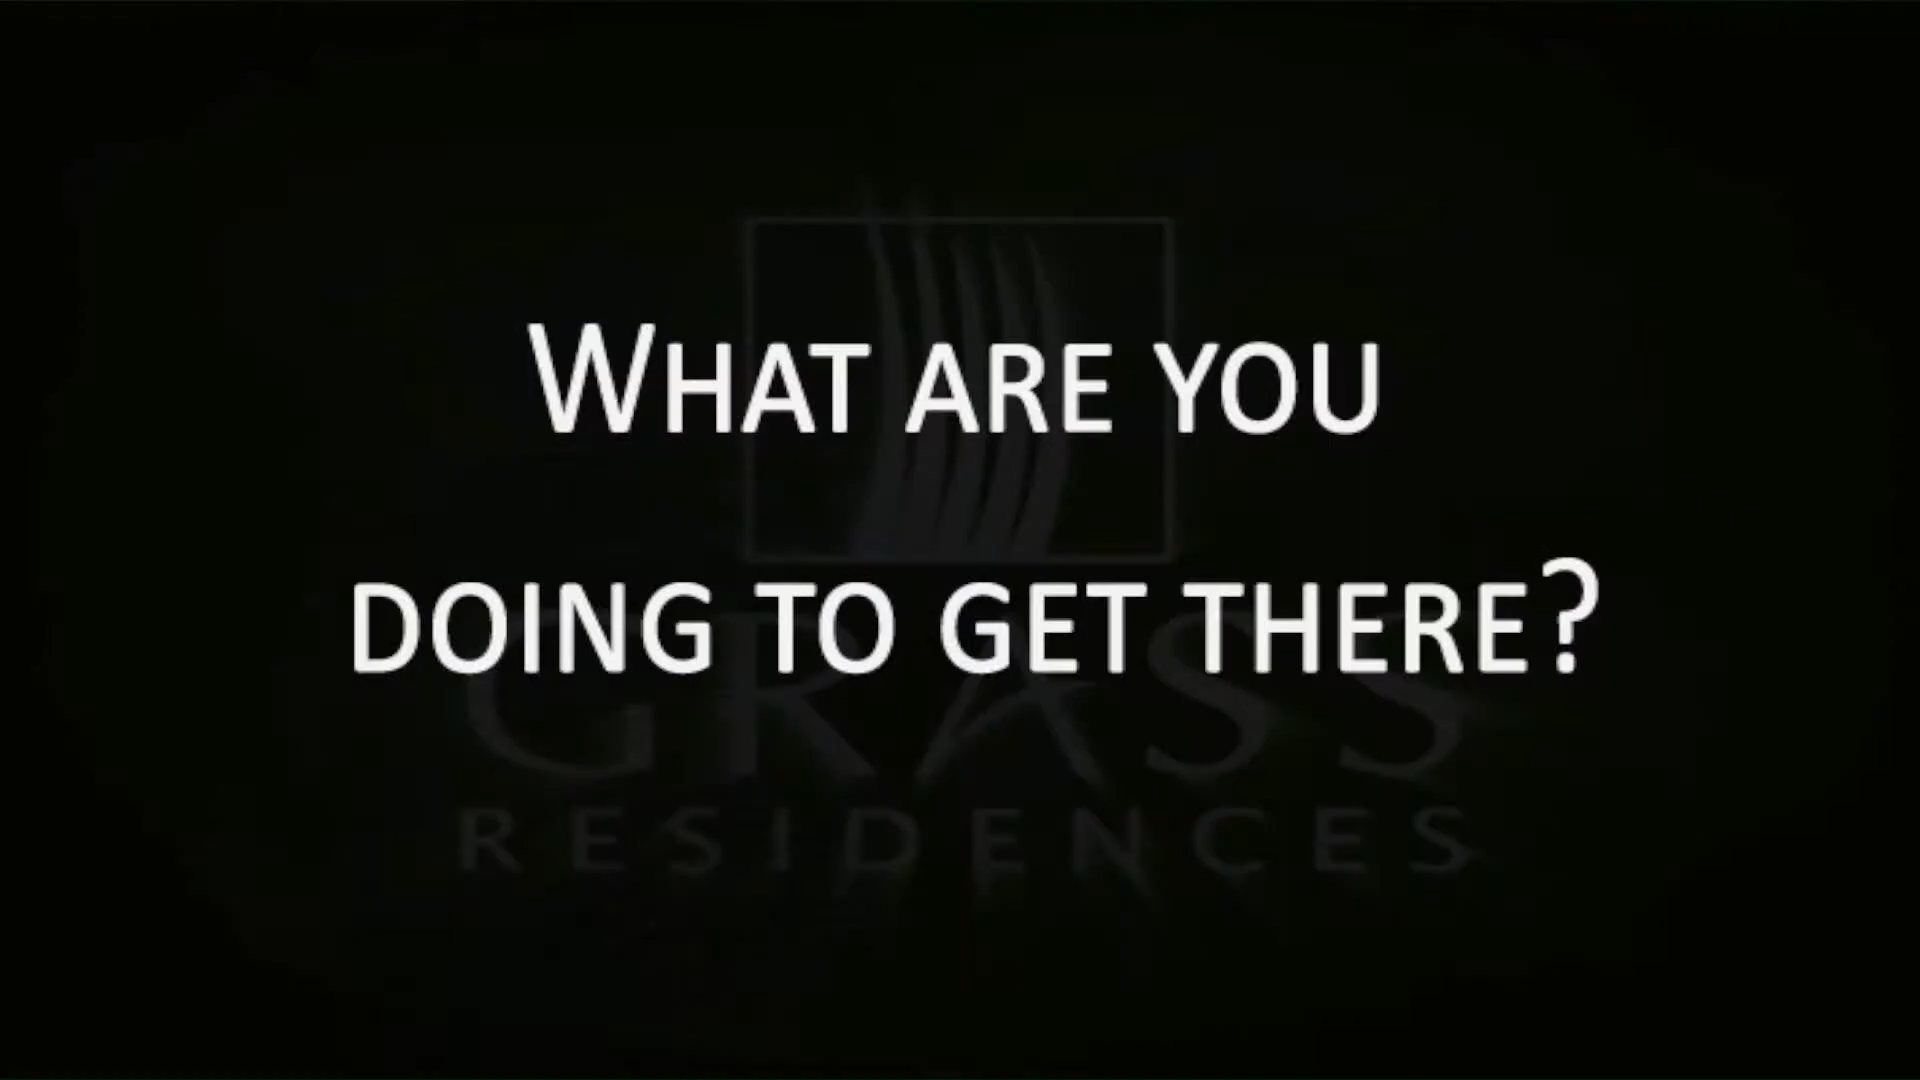 WHAT ARE YOU
DOING TO GET THERE?
GRASS
RESIDENCES